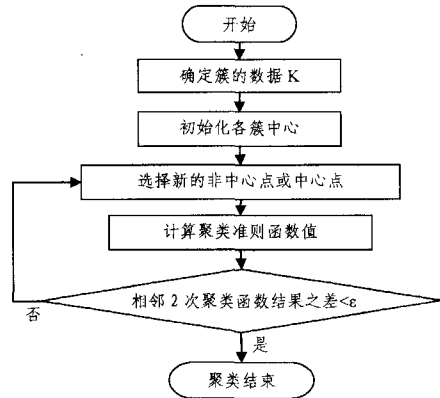 开始
确定簇的数据 K
初始化各簇中心
选择新的非中心点或中心点
计算聚类准则函数值
相邻 2 次聚类函数结果之差<ε
否
是
聚类结束